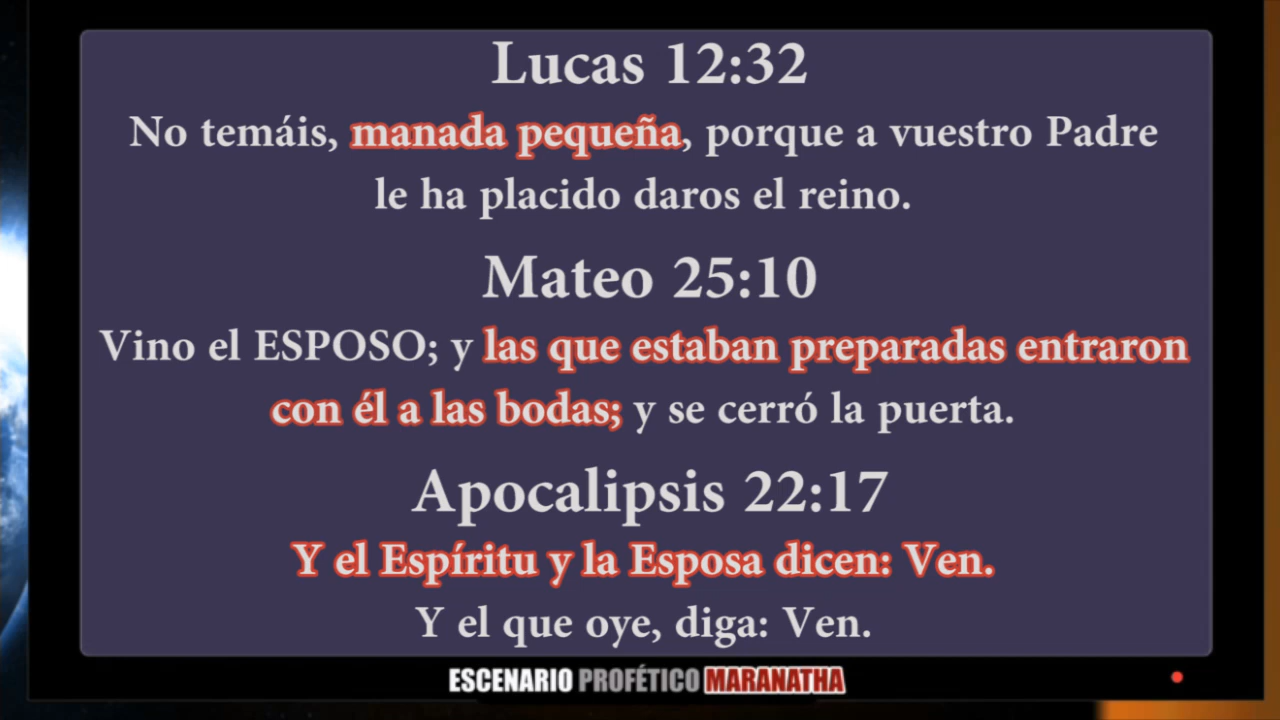 Lucas 12:32
No temáis, manada pequeña, porque a vuestro Padre
le ha placido daros el reino.
Mateo 25:10
Vino el ESPOSO; y las que estaban preparadas entraron
con él a las bodas; y se cerró la puerta.
Apocalipsis 22:17
Y el Espíritu y la Esposa dicen: Ven.
Y el que oye, diga: Ven.
ESCENARIO PROFÉTICO MARANATHA